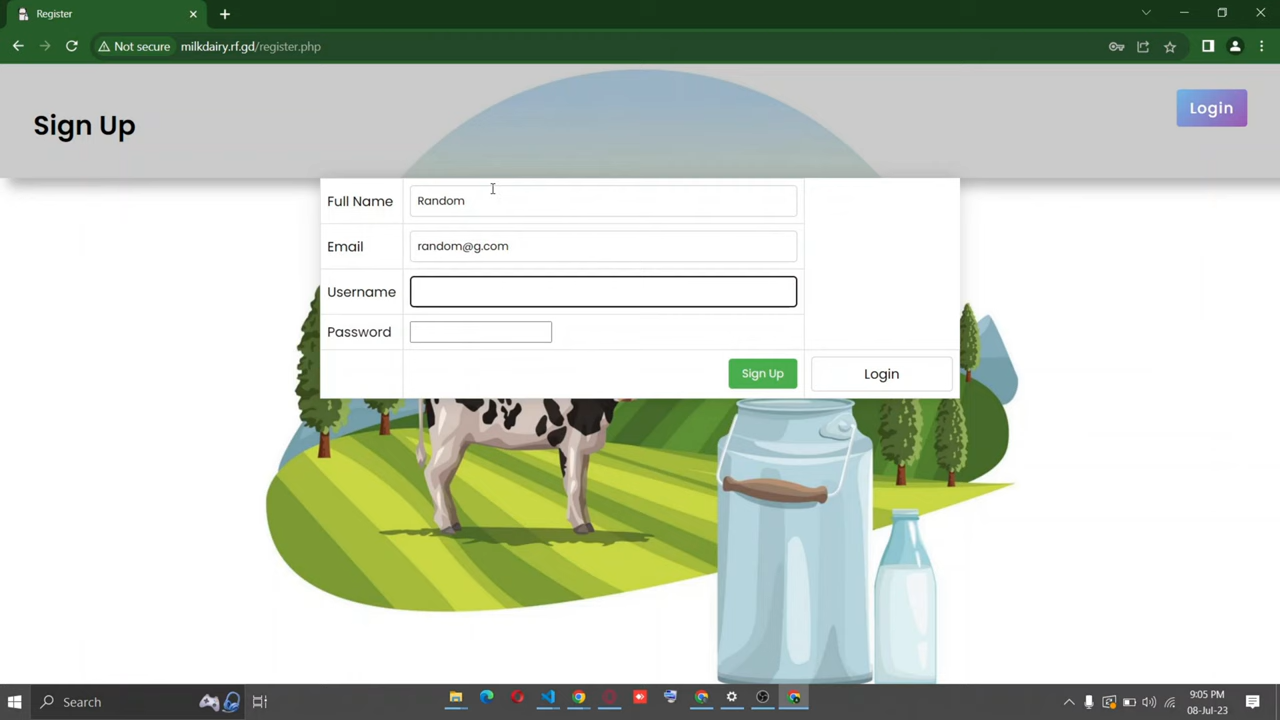 Register
Not secure
milkdairy.rf.gd/register.php
Sign Up
Login
Full Name
Random
Email
random@g.com
Username
Password
Sign Up
Login
Search
9:05 PM
08-Jul-23